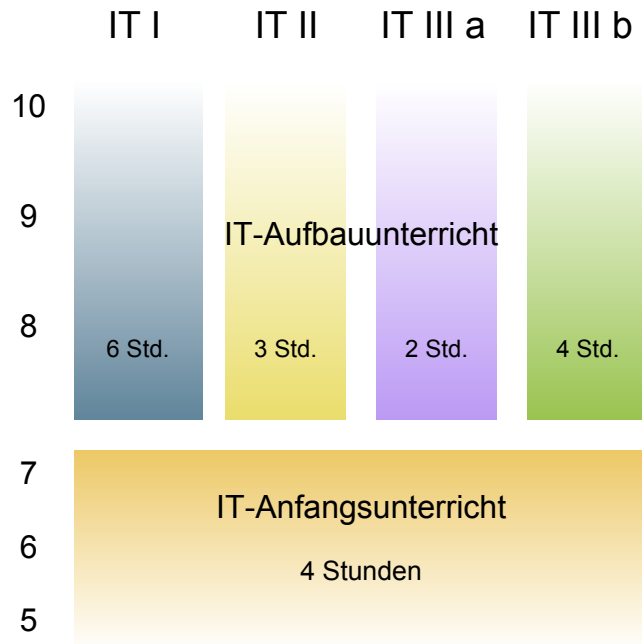 IT I IT II IT III a IT III b
10
9
IT-Aufbauunterricht
8
6 Std. 3 Std. 2 Std. 4 Std.
7
IT-Anfangsunterricht
6
4 Stunden
5